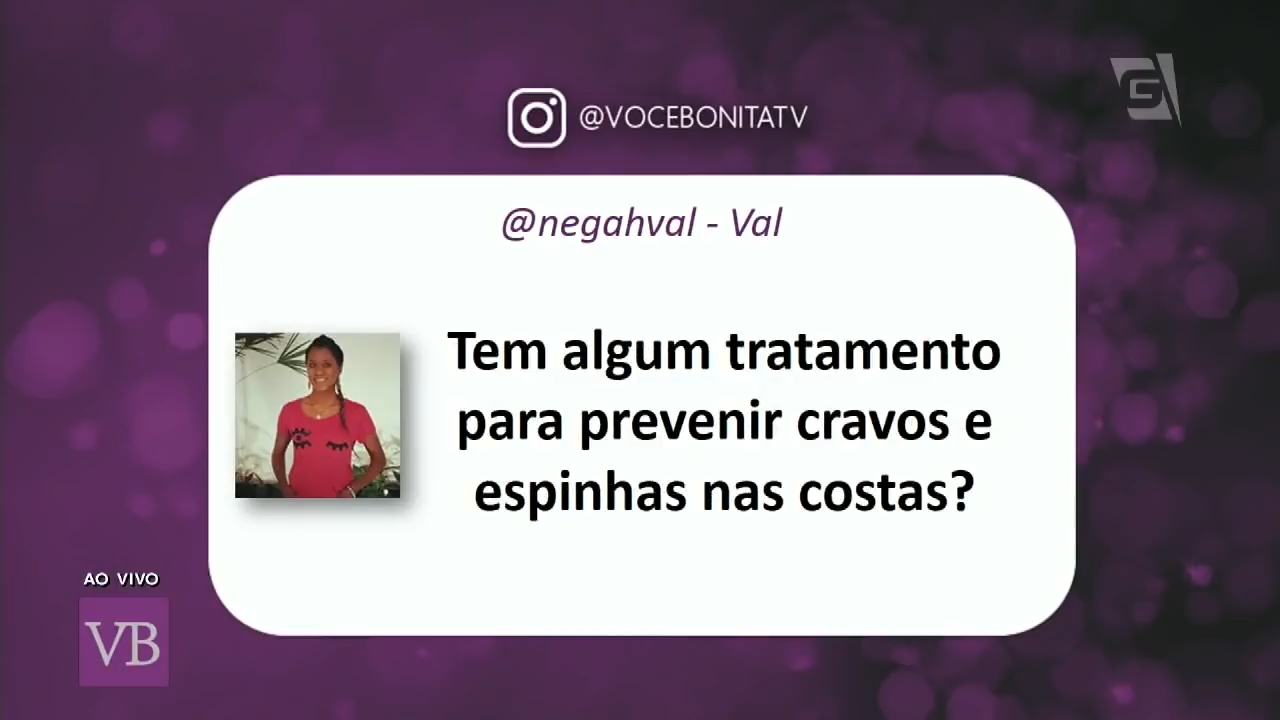 @VOCEBONITATV
@negahval - Val
Tem algum tratamento
para prevenir cravos e
espinhas nas costas?
AO VIVO
VB